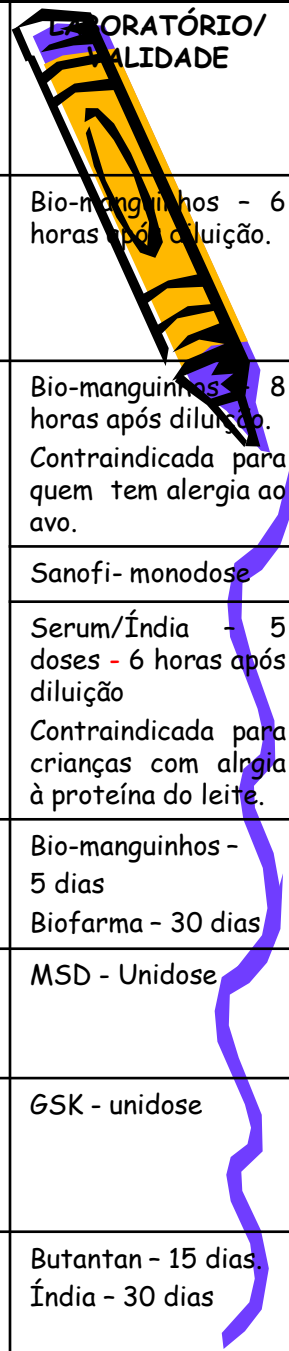 LABORATÓRIO/
VALIDADE
Bio-manguinhos – 6
horas após diluição.
Bio-manguinhos – 8
horas após diluição.
Contraindicada para
quem tem alergia ao
avo.
Sanofi- monodose
Serum/Índia – 5
doses - 6 horas após
diluição
Contraindicada para
crianças com alrgia
à proteína do leite.
Bio-manguinhos –
5 dias
Biofarma – 30 dias
MSD - Unidose
GSK - unidose
Butantan – 15 dias.
Índia – 30 dias